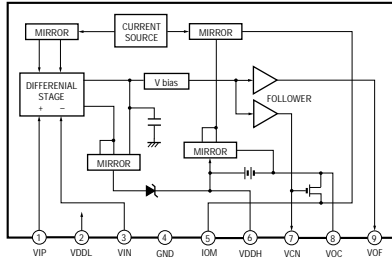 MIRROR
CURRENT
SOURCE
MIRROR
DIFFERENIAL
STAGE
+ −
V bias
FOLLOWER
MIRROR
MIRROR
1 2 3 4 5 6 7 8 9
VIP VDDL VIN GND IOM VDDH VCN VOC VOF